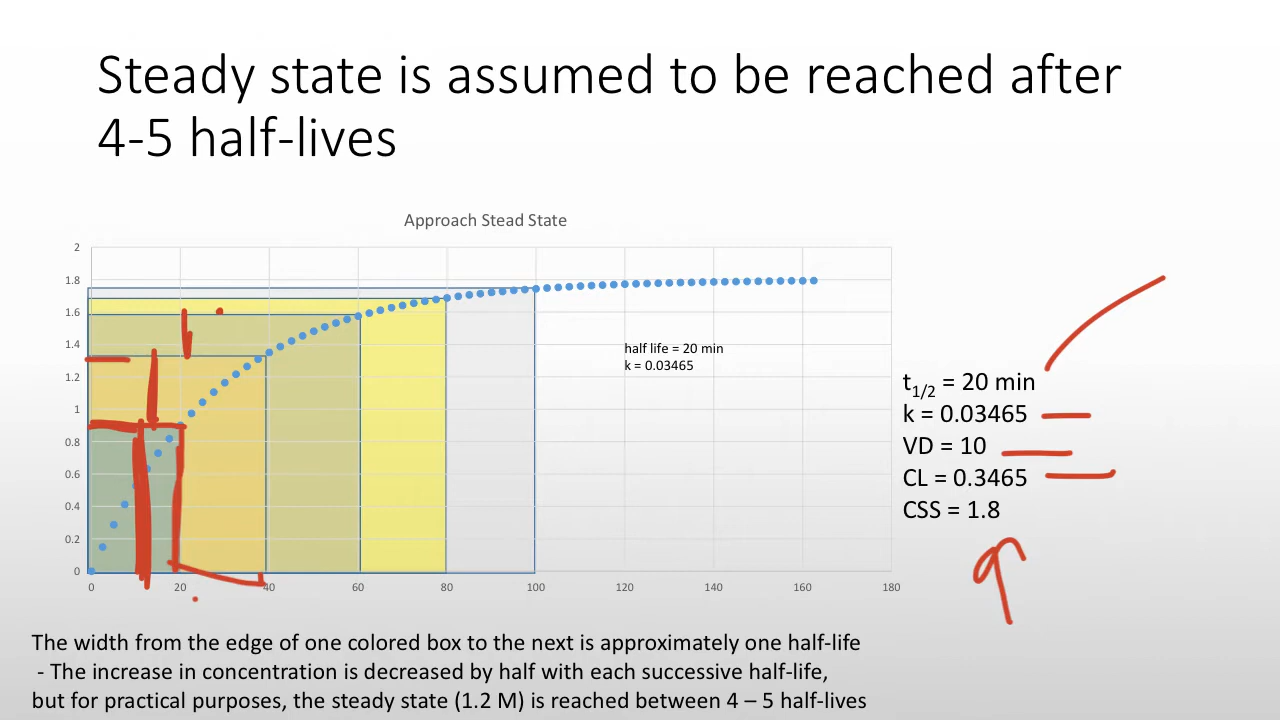 Steady state is assumed to be reached after
4-5 half-lives
Approach Stead State
2
1.8
1.6
1.4
1.2
1
0.8
0.6
0.4
0.2
0
0 20 40 60 80 100 120 140 160 180
half life = 20 min
k = 0.03465
t1/2 = 20 min
k = 0.03465
VD = 10
CL = 0.3465
CSS = 1.8
The width from the edge of one colored box to the next is approximately one half-life
- The increase in concentration is decreased by half with each successive half-life,
but for practical purposes, the steady state (1.2 M) is reached between 4 – 5 half-lives